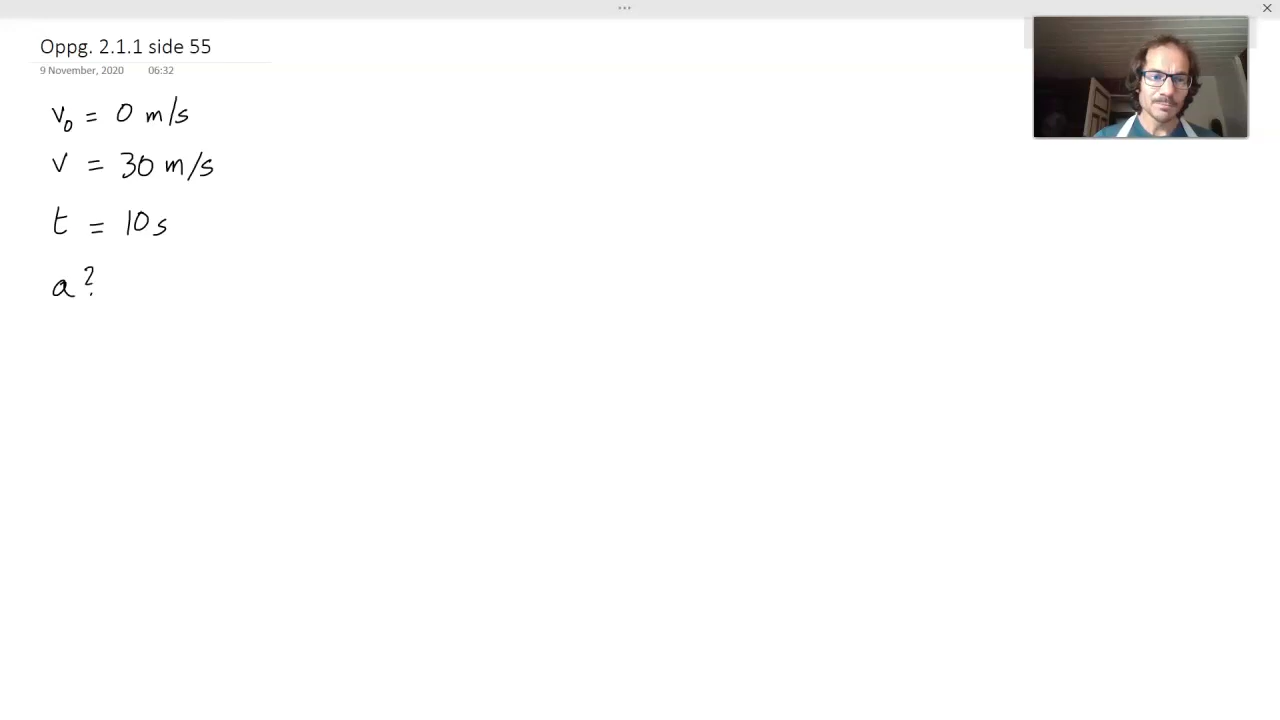 Oppg. 2.1.1 side 55
9 November, 2020 06:32
v₀ = 0 m/s
v = 30 m/s
t = 10 s
a ?